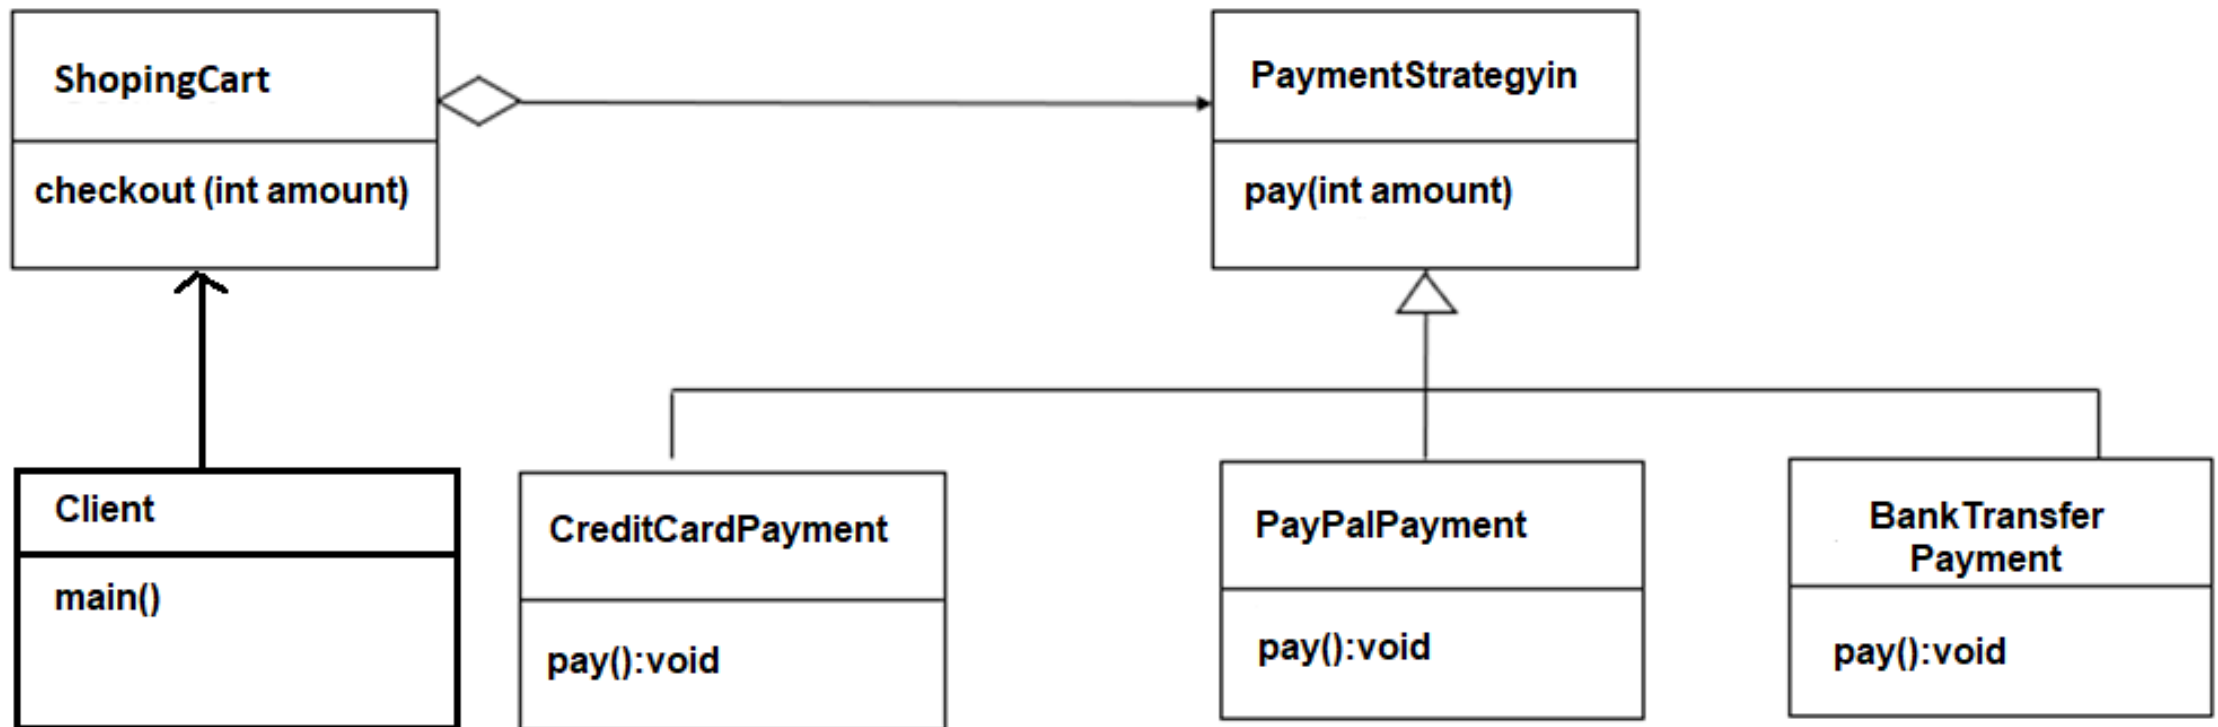 ShopingCart
checkout (int amount)
PaymentStrategyin
pay(int amount)
Client
main()
CreditCardPayment
pay():void
PayPalPayment
pay():void
BankTransfer
Payment
pay():void